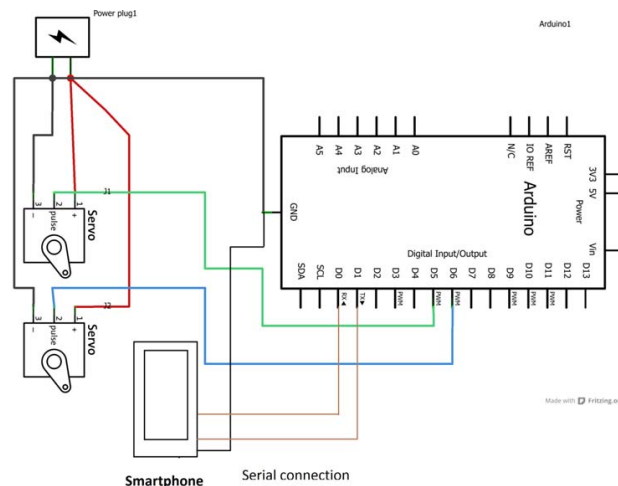 Power plug1
Arduino1
A5
A4
A3
A2
A1
A0
N/C
IO REF
AREF
RST
Analog Input
Arduino
3V3
5V
Power
Vin
GND
Digital Input/Output
SDA
SCL
D0
D1
D2
D3
D4
D5
D6
D7
D8
D9
D10
D11
D12
D13
RX◄
TX►
PWM
PWM
PWM
PWM
PWM
PWM
J1
3
2
1
–
pulse
+
Servo
J2
3
2
1
–
pulse
+
Servo
Made with Fritzing.o
Smartphone
Serial connection